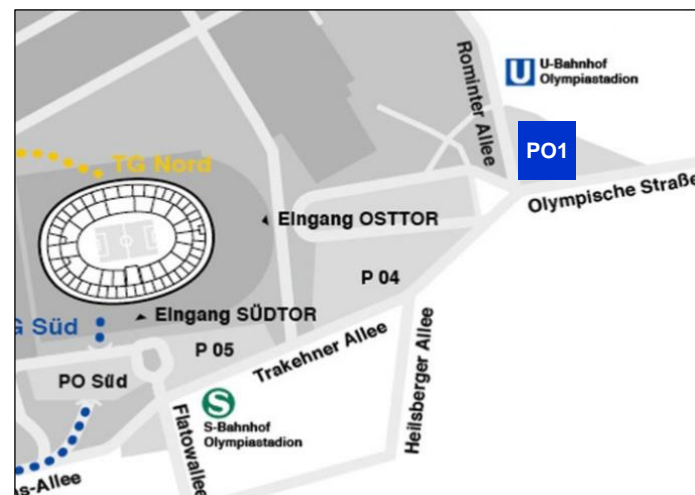 Rominter Allee
U
U-Bahnhof
Olympiastadion
PO1
TG Nord
Olympische Straße
Eingang OSTTOR
P 04
Eingang SÜDTOR
G Süd
P 05
Trakehner Allee
Heilsberger Allee
PO Süd
S
S-Bahnhof
Olympiastadion
Flatowallee
as-Allee